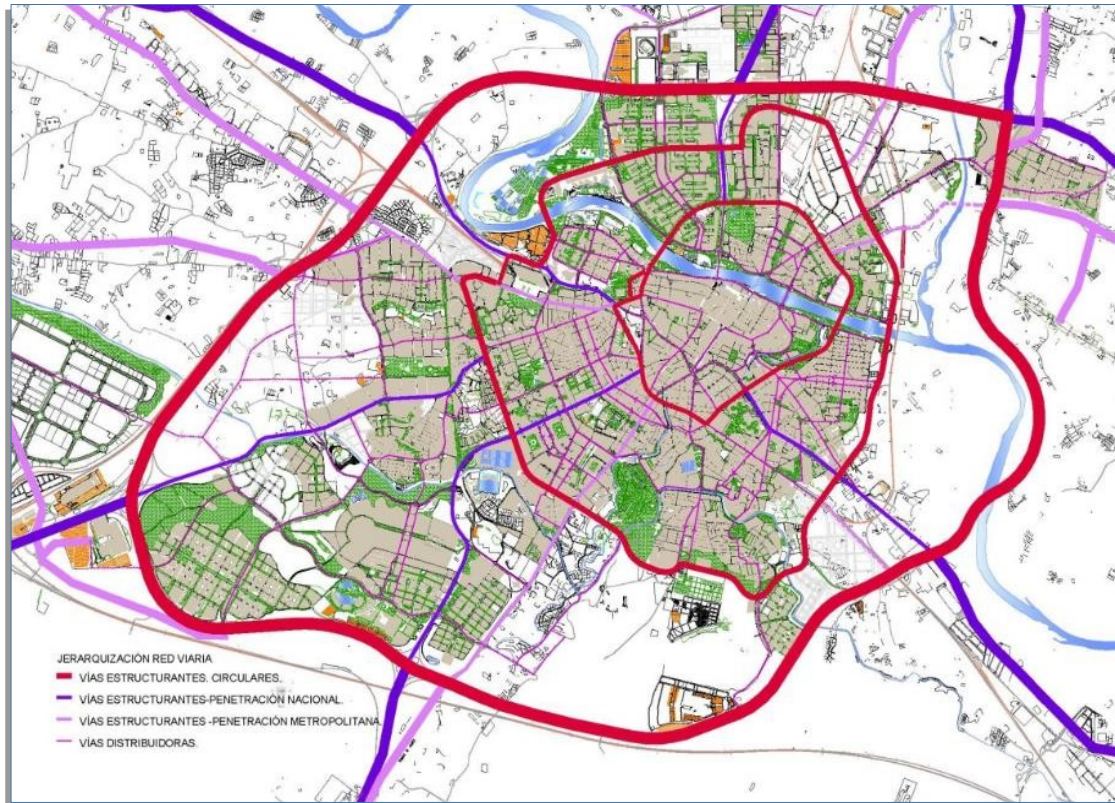 JERARQUIZACIÓN RED VIARIA
VÍAS ESTRUCTURANTES. CIRCULARES.
VÍAS ESTRUCTURANTES-PENETRACIÓN NACIONAL.
VÍAS ESTRUCTURANTES -PENETRACIÓN METROPOLITANA.
VÍAS DISTRIBUIDORAS.